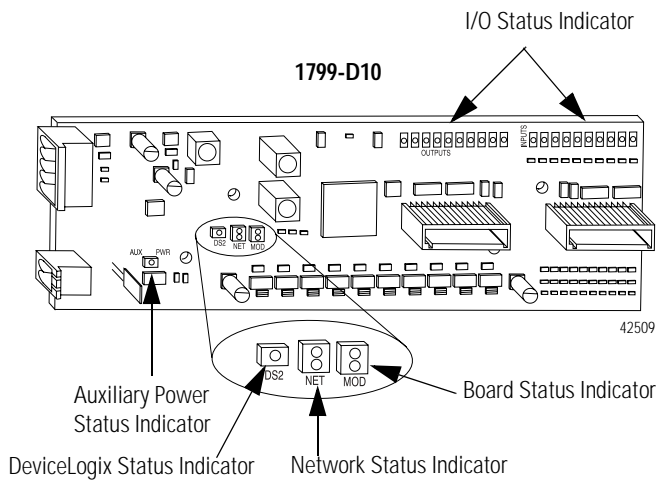 I/O Status Indicator
1799-D10
OUTPUTS
INPUTS
DS2 NET MOD
AUX PWR
42509
DS2 NET MOD
Auxiliary Power
Status Indicator
Board Status Indicator
DeviceLogix Status Indicator
Network Status Indicator